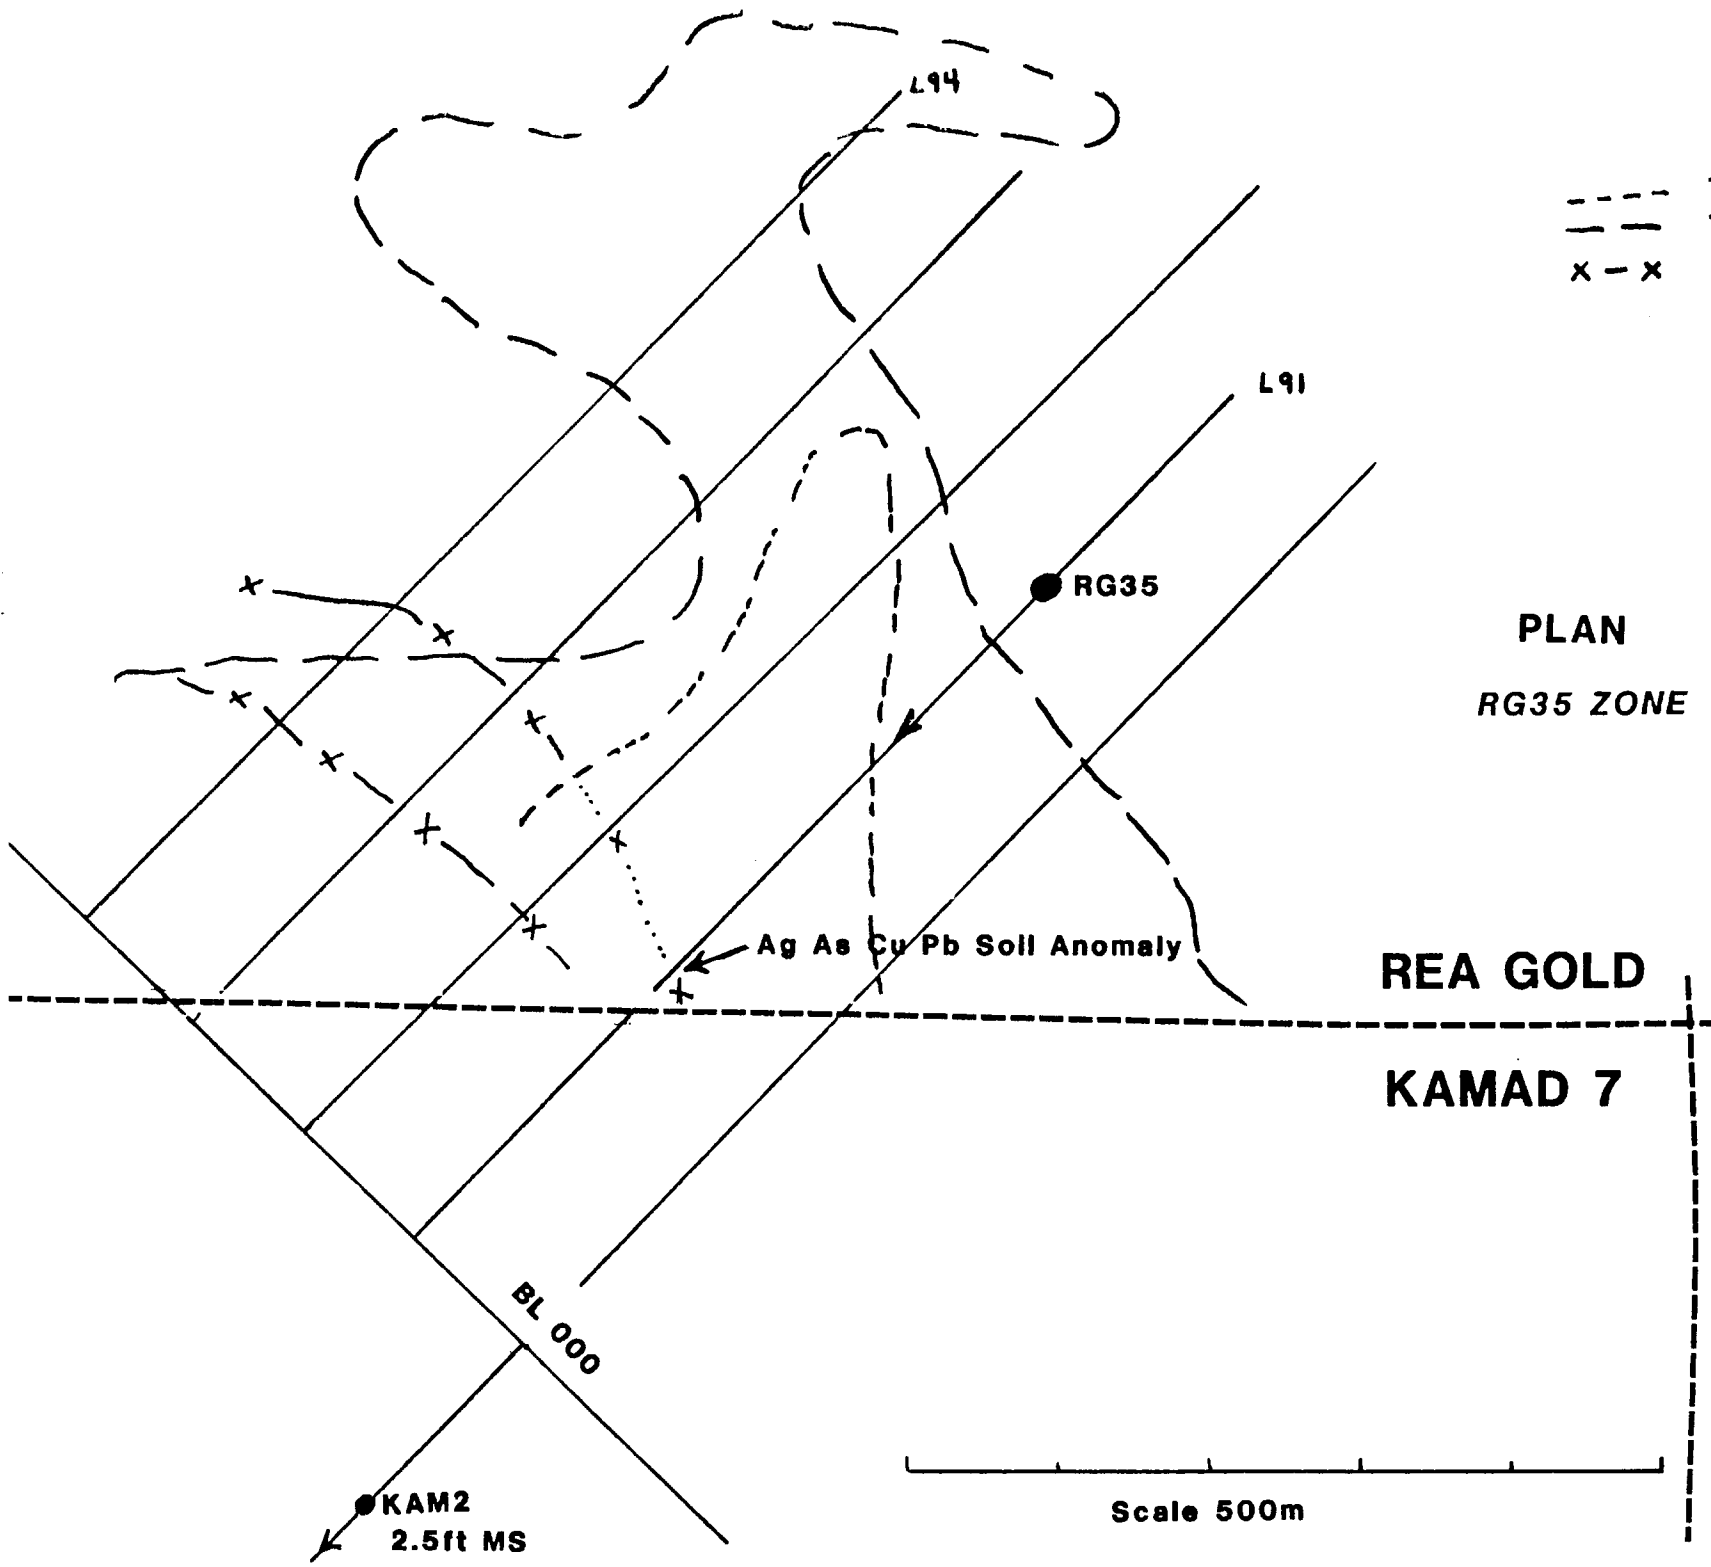 L94
L91
RG35
PLAN
RG35 ZONE
Ag As Cu Pb Soil Anomaly
REA GOLD
KAMAD 7
BL 000
KAM2
2.5ft MS
Scale 500m